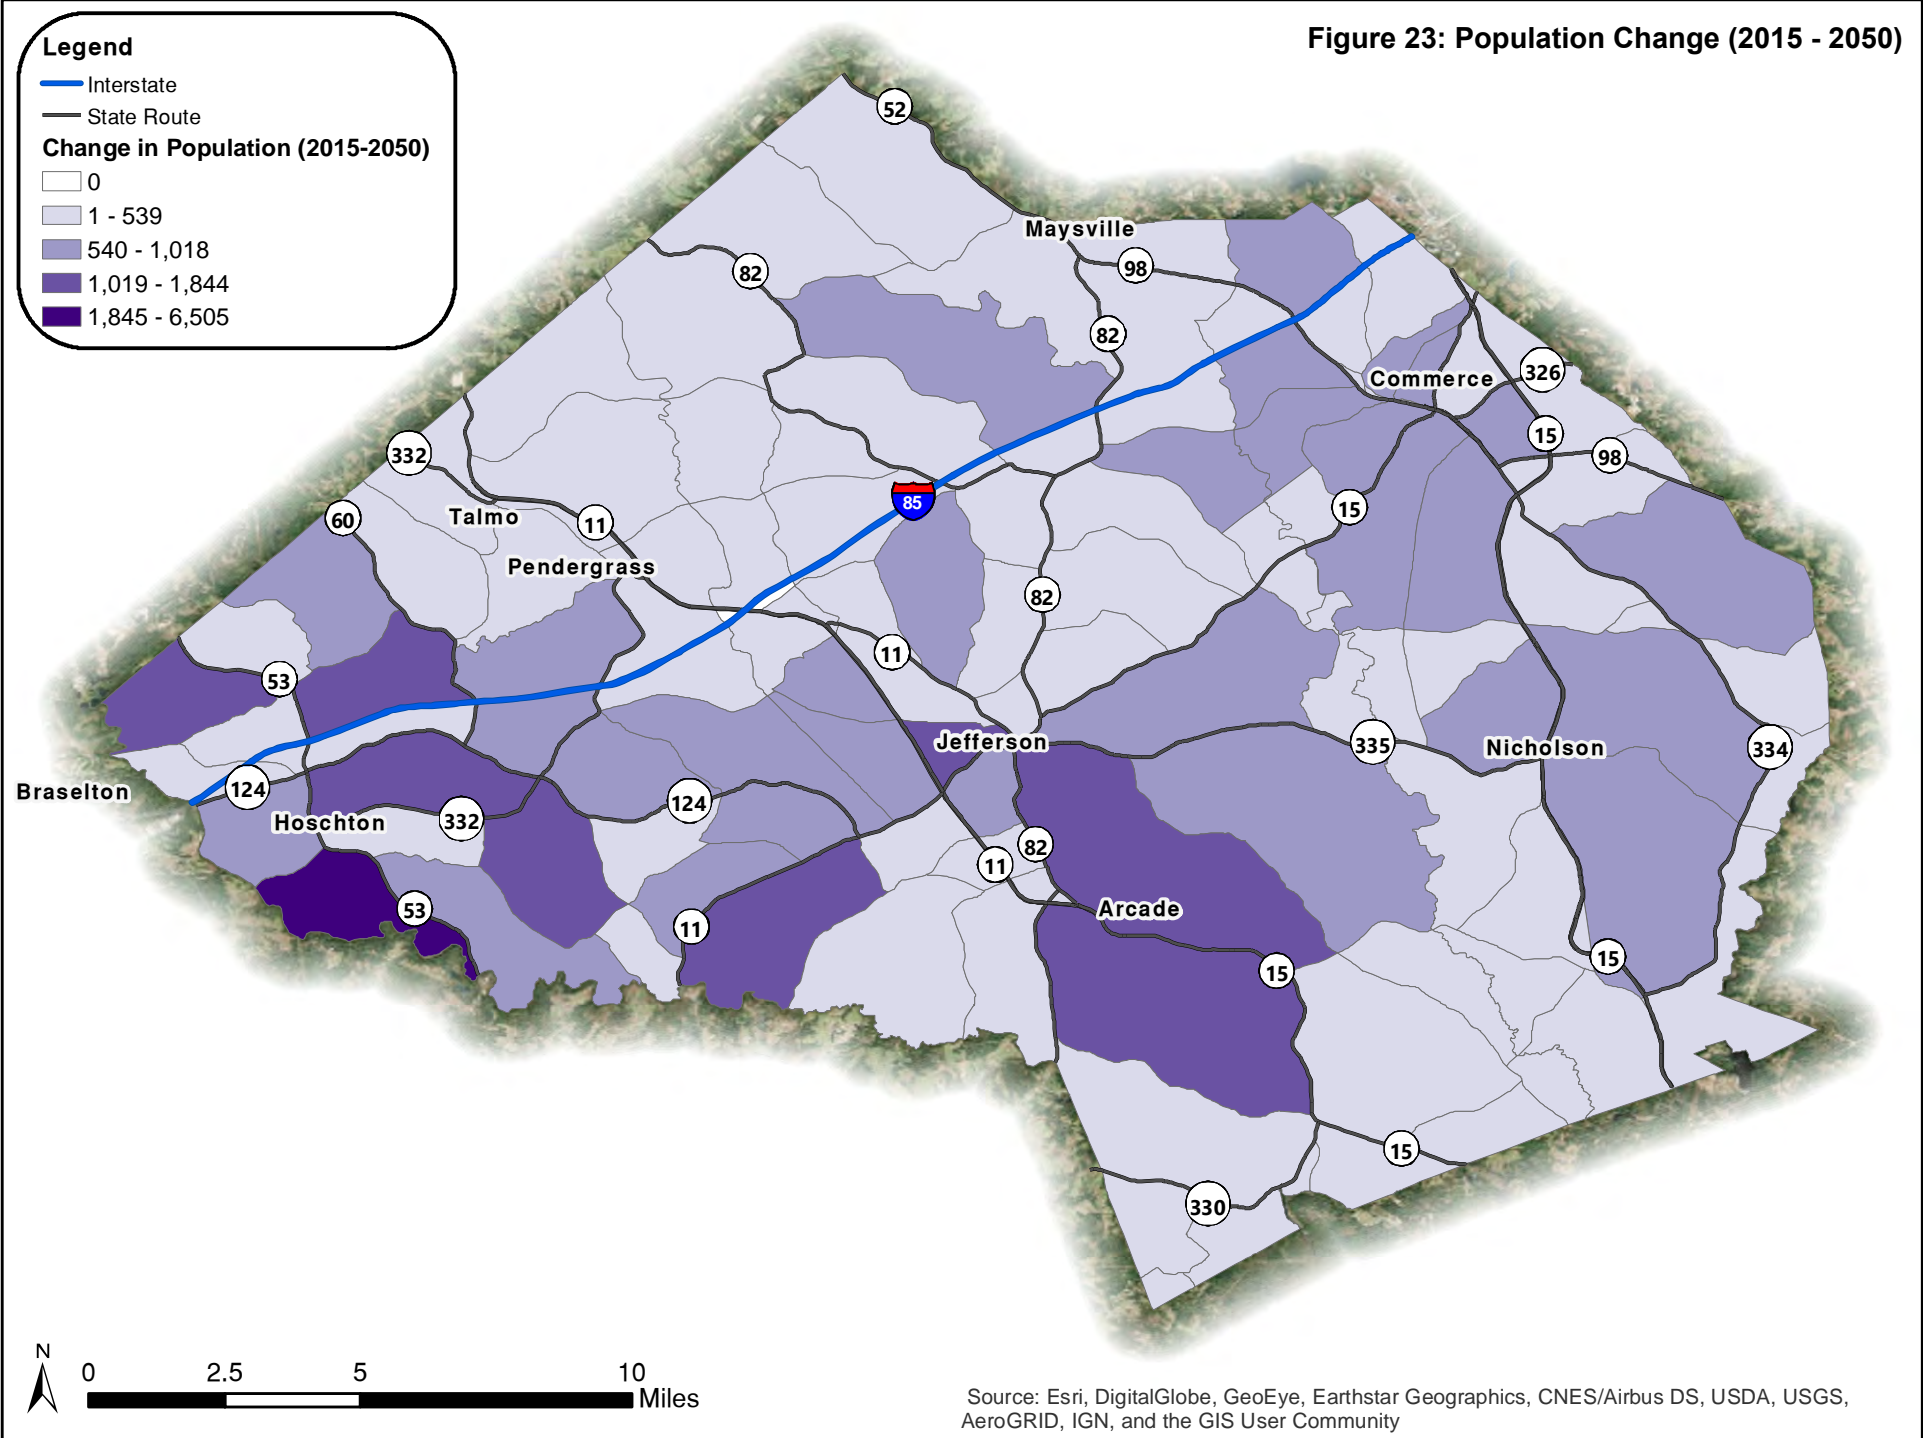 Figure 23: Population Change (2015 - 2050)
Legend
Interstate
State Route
Change in Population (2015-2050)
0
1 - 539
540 - 1,018
1,019 - 1,844
1,845 - 6,505
52
Maysville
98
82
82
326
Commerce
15
98
332
60
Talmo
11
85
15
Pendergrass
82
11
53
Jefferson
335
Nicholson
334
Braselton
124
124
Hoschton
332
82
11
53
11
Arcade
15
15
15
330
N
0
2.5
5
10
Miles
Source: Esri, DigitalGlobe, GeoEye, Earthstar Geographics, CNES/Airbus DS, USDA, USGS,
AeroGRID, IGN, and the GIS User Community